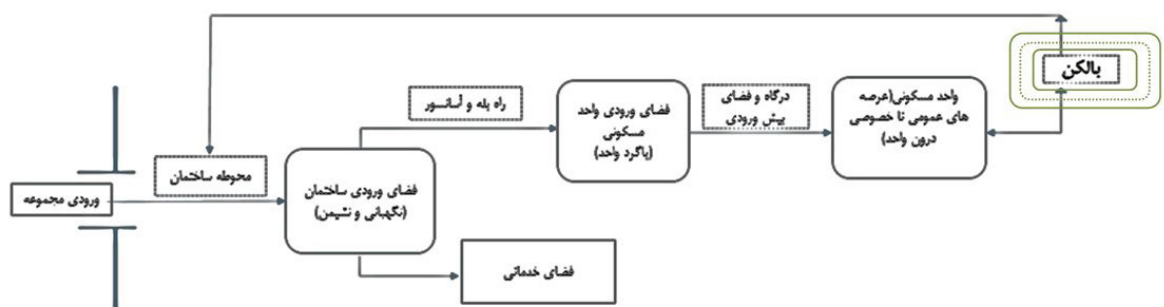 بالکن
واحد مسکونی(عرصه
های عمومی تا خصوصی
درون واحد)
درگاه و فضای
پیش ورودی
فضای ورودی واحد
مسکونی
(پاگرد واحد)
راه پله و آسانسور
فضای ورودی ساختمان
(نگهبانی و نشیمن)
محوطه ساختمان
ورودی مجموعه
فضای خدماتی